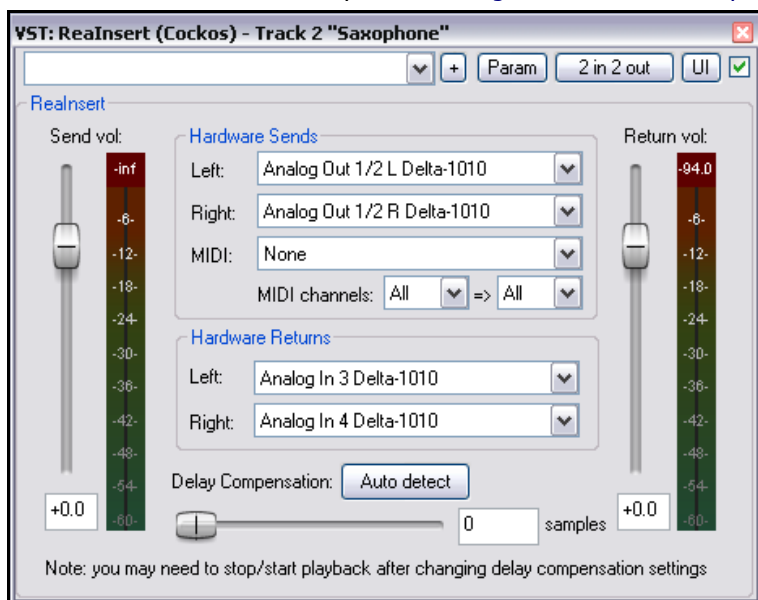 VST: ReaInsert (Cockos) - Track 2 "Saxophone"
+ Param 2 in 2 out UI
ReaInsert
Send vol: Hardware Sends Return vol:
-inf Left: Analog Out 1/2 L Delta-1010 -94.0
-6- Right: Analog Out 1/2 R Delta-1010 -6-
-12- MIDI: None -12-
-18- MIDI channels: All => All -18-
-24- -24-
-30- Hardware Returns -30-
-36- Left: Analog In 3 Delta-1010 -36-
-42- Right: Analog In 4 Delta-1010 -42-
-48- -48-
-54- Delay Compensation: Auto detect -54-
+0.0 -60- 0 samples +0.0 -60-
Note: you may need to stop/start playback after changing delay compensation settings